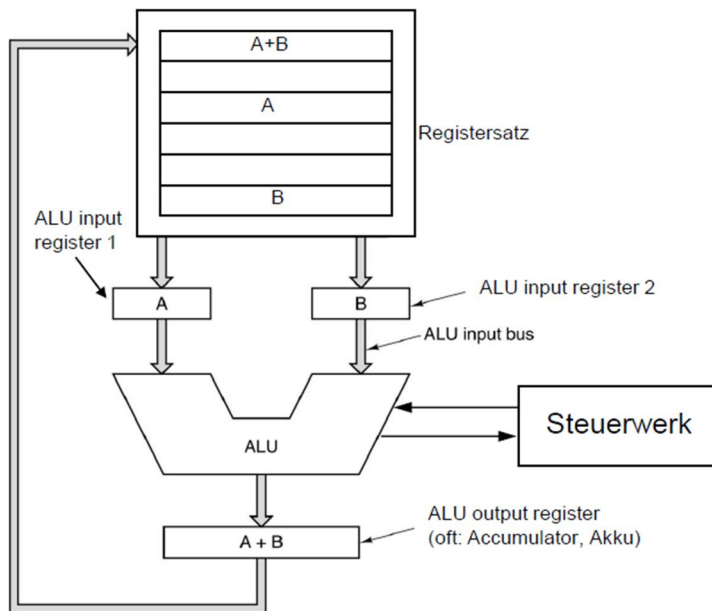 A+B
A
Registersatz
B
ALU input
register 1
A
B
ALU input register 2
ALU input bus
ALU
Steuerwerk
A + B
ALU output register
(oft: Accumulator, Akku)